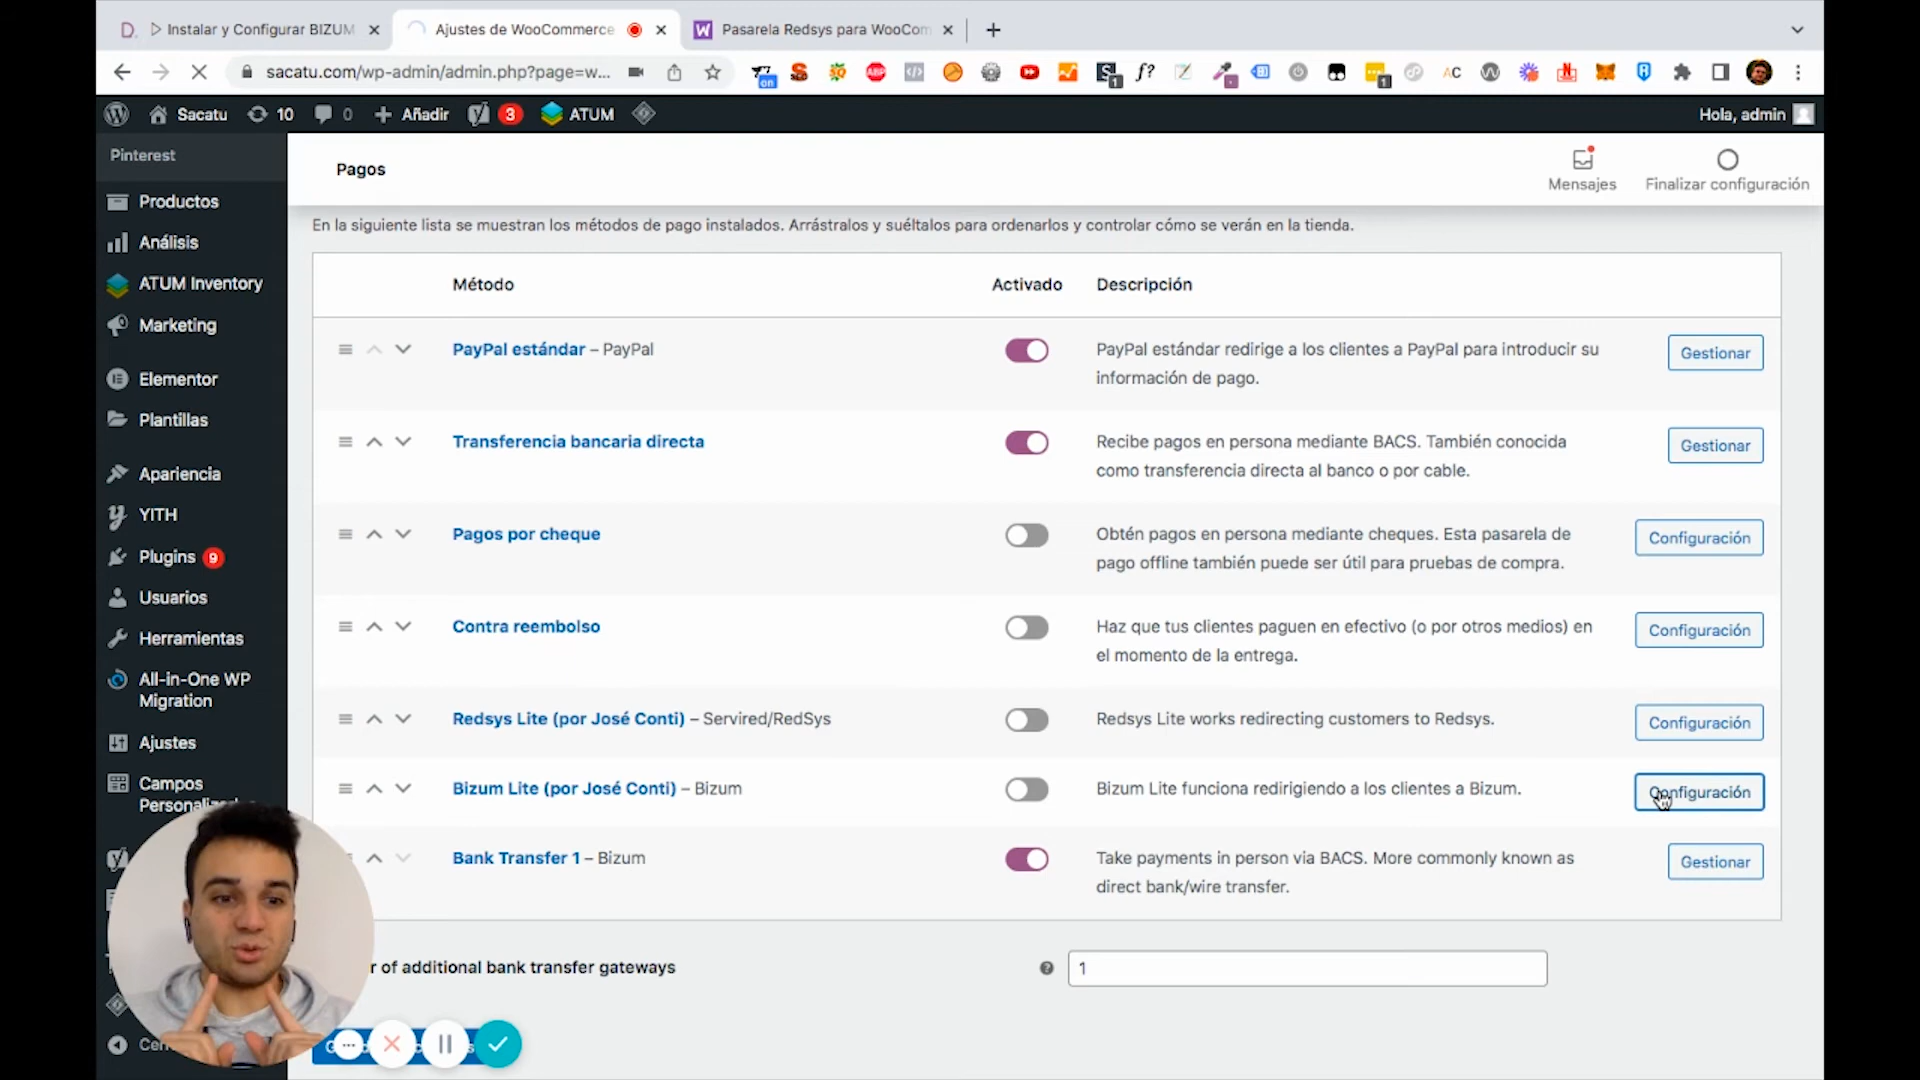 Instalar y Configurar BIZUM
Ajustes de WooCommerce
Pasarela Redsys para WooCom
sacatu.com/wp-admin/admin.php?page=w...
Sacatu
10
0
Añadir
3
ATUM
Hola, admin
Pinterest
Productos
Análisis
ATUM Inventory
Marketing
Elementor
Plantillas
Apariencia
YITH
Plugins 9
Usuarios
Herramientas
All-in-One WP
Migration
Ajustes
Campos
Pagos
Mensajes
Finalizar configuración
En la siguiente lista se muestran los métodos de pago instalados. Arrástralos y suéltalos para ordenarlos y controlar cómo se verán en la tienda.
Método
Activado
Descripción
PayPal estándar – PayPal
PayPal estándar redirige a los clientes a PayPal para introducir su
información de pago.
Gestionar
Transferencia bancaria directa
Recibe pagos en persona mediante BACS. También conocida
como transferencia directa al banco o por cable.
Gestionar
Pagos por cheque
Obtén pagos en persona mediante cheques. Esta pasarela de
pago offline también puede ser útil para pruebas de compra.
Configuración
Contra reembolso
Haz que tus clientes paguen en efectivo (o por otros medios) en
el momento de la entrega.
Configuración
Redsys Lite (por José Conti) – Servired/RedSys
Redsys Lite works redirecting customers to Redsys.
Configuración
Bizum Lite (por José Conti) – Bizum
Bizum Lite funciona redirigiendo a los clientes a Bizum.
Configuración
Bank Transfer 1 – Bizum
Take payments in person via BACS. More commonly known as
direct bank/wire transfer.
Gestionar
r of additional bank transfer gateways
1